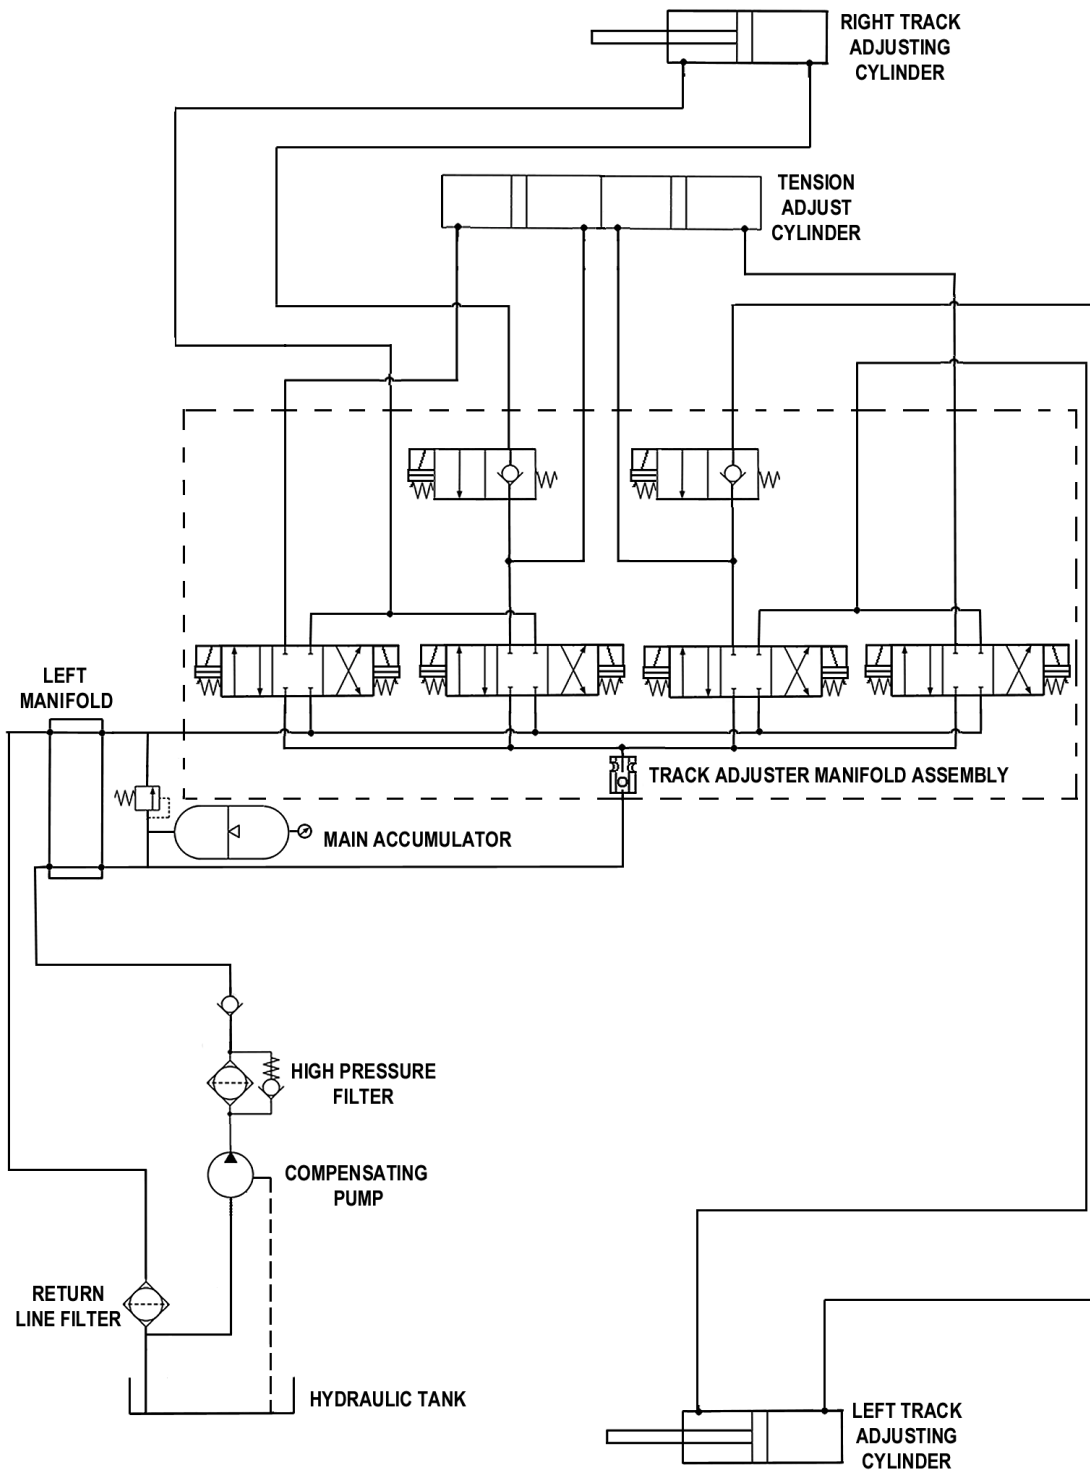 RIGHT TRACK
ADJUSTING
CYLINDER
TENSION
ADJUST
CYLINDER
LEFT
MANIFOLD
TRACK ADJUSTER MANIFOLD ASSEMBLY
MAIN ACCUMULATOR
HIGH PRESSURE
FILTER
COMPENSATING
PUMP
RETURN
LINE FILTER
HYDRAULIC TANK
LEFT TRACK
ADJUSTING
CYLINDER